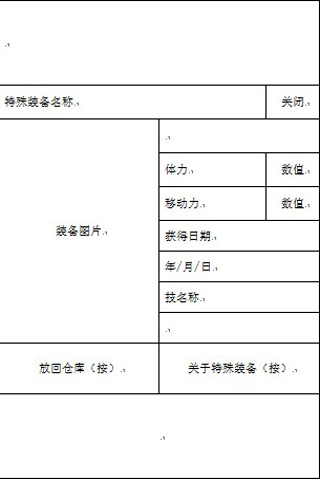 特殊装备名称
关闭
装备图片
体力
数值
移动力
数值
获得日期
年/月/日
技名称
放回仓库（按）
关于特殊装备（按）